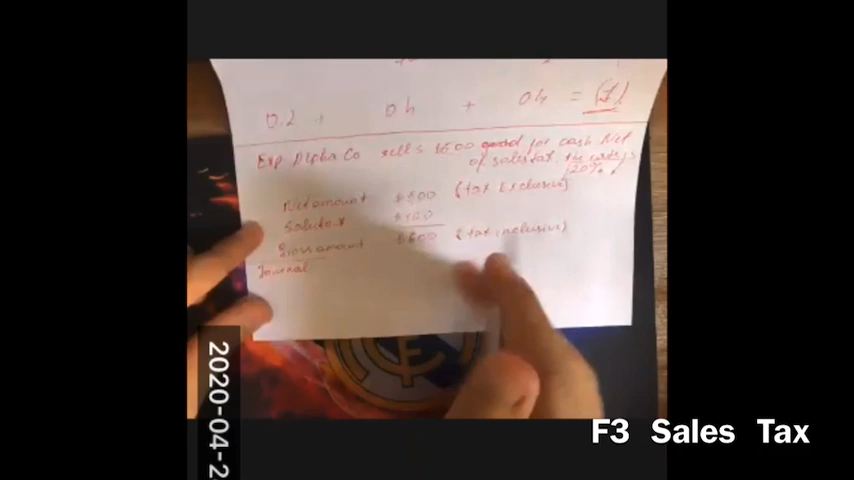 0.2 + 0.4 + 0.4 = (1)
Exp Alpha Co sells $500 good for cash Net
of sales tax. the rate is
20%
Net amount $500 (tax Exclusive)
Sales tax $100
Gross amount $600 (tax inclusive)
Journal
2020-04-2
F3 Sales Tax